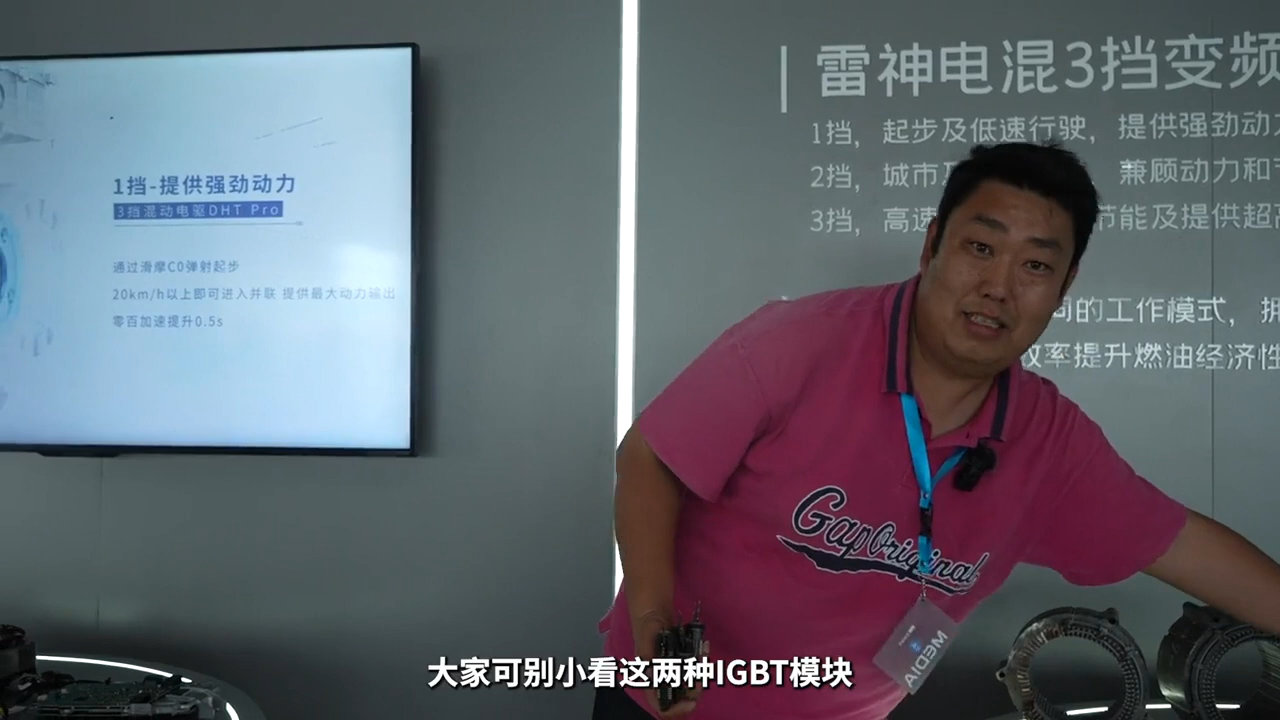 1挡-提供强劲动力
3挡混动电驱DHT Pro
通过滑摩C0弹射起步
20km/h以上即可进入并联 提供最大动力输出
零百加速提升0.5s
雷神电混3挡变频
1挡，起步及低速行驶，提供强劲动力
2挡，城市 兼顾动力和
3挡，高速 节能及提供超
同的工作模式，拥
效率提升燃油经济性
Gap Original
MEDIA
大家可别小看这两种IGBT模块